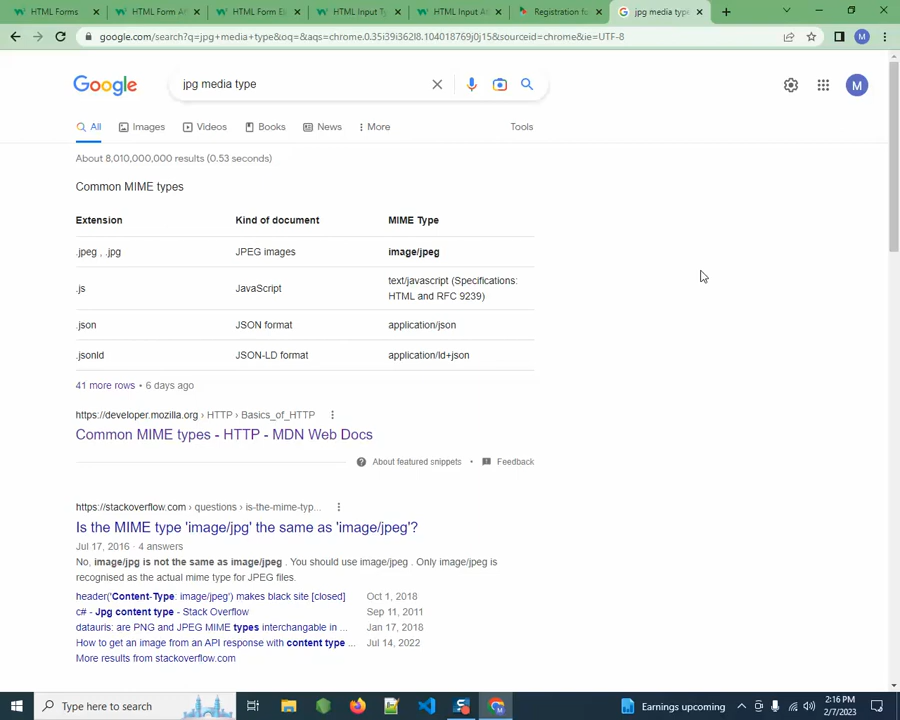 HTML Forms
HTML Form At
HTML Form El
HTML Input Ty
HTML Input At
Registration fo
jpg media type
google.com/search?q=jpg+media+type&oq=&aqs=chrome.0.35i39i362l8.104018769j0j15&sourceid=chrome&ie=UTF-8
M
Google
jpg media type
M
All
Images
Videos
Books
News
More
Tools
About 8,010,000,000 results (0.53 seconds)
Common MIME types
Extension Kind of document MIME Type
.jpeg , .jpg JPEG images image/jpeg
.js JavaScript text/javascript (Specifications:
HTML and RFC 9239)
.json JSON format application/json
.jsonld JSON-LD format application/ld+json
41 more rows • 6 days ago
https://developer.mozilla.org › HTTP › Basics_of_HTTP
Common MIME types - HTTP - MDN Web Docs
About featured snippets • Feedback
https://stackoverflow.com › questions › is-the-mime-typ...
Is the MIME type 'image/jpg' the same as 'image/jpeg'?
Jul 17, 2016 · 4 answers
No, image/jpg is not the same as image/jpeg . You should use image/jpeg . Only image/jpeg is
recognised as the actual mime type for JPEG files.
header('Content-Type: image/jpeg') makes black site [closed] Oct 1, 2018
c# - Jpg content type - Stack Overflow Sep 11, 2011
datauris: are PNG and JPEG MIME types interchangable in ... Jan 17, 2018
How to get an image from an API response with content type ... Jul 14, 2022
More results from stackoverflow.com
Type here to search
Earnings upcoming
2:16 PM
2/7/2023